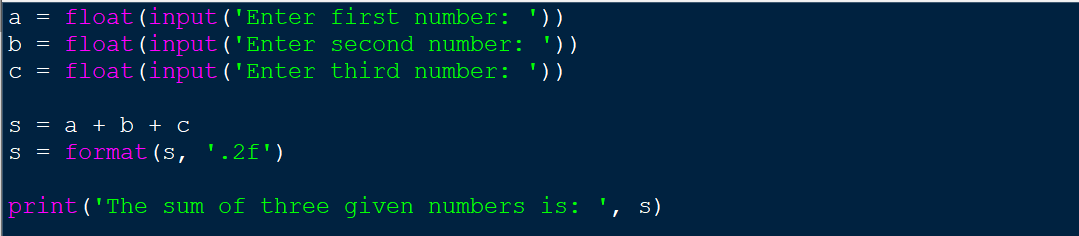 a = float(input('Enter first number: '))
b = float(input('Enter second number: '))
c = float(input('Enter third number: '))
s = a + b + c
s = format(s, '.2f')
print('The sum of three given numbers is: ', s)